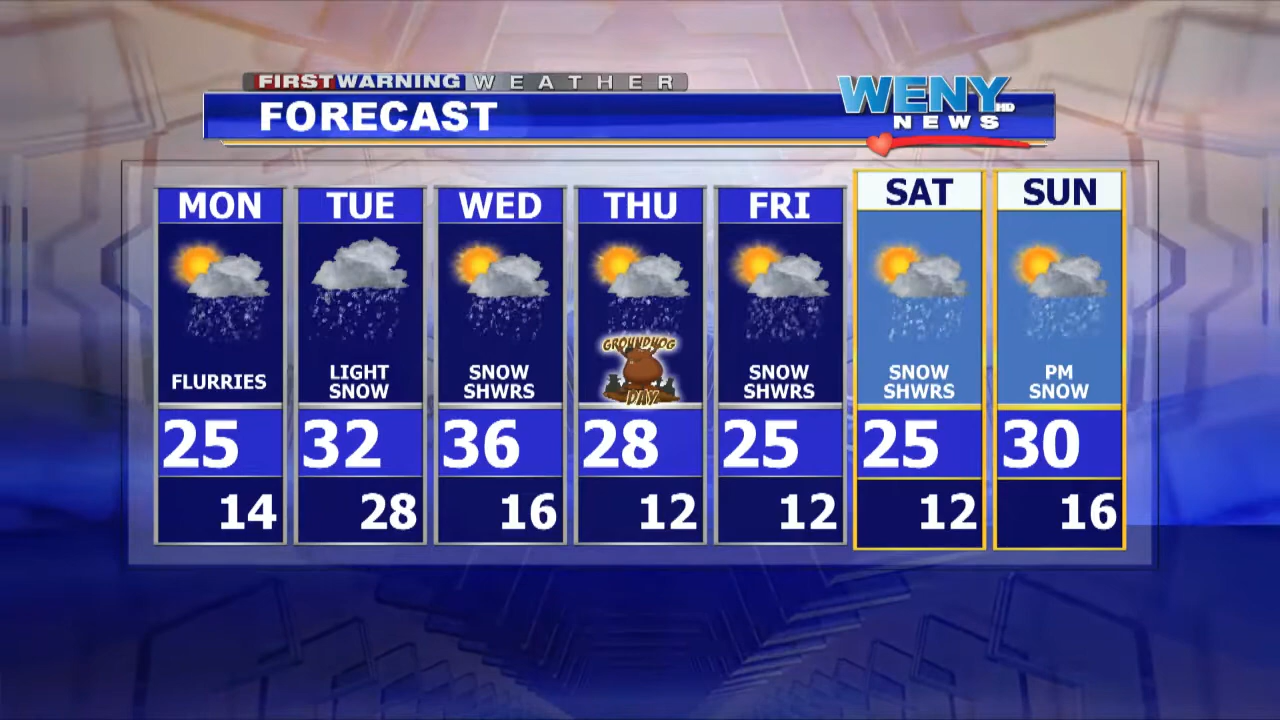 FIRSTWARNING WEATHER
FORECAST
WENY HD
NEWS
MON TUE WED THU FRI SAT SUN
FLURRIES
LIGHT
SNOW
SNOW
SHWRS
GROUNDHOG
DAY
SNOW
SHWRS
SNOW
SHWRS
PM
SNOW
25 32 36 28 25 25 30
14 28 16 12 12 12 16